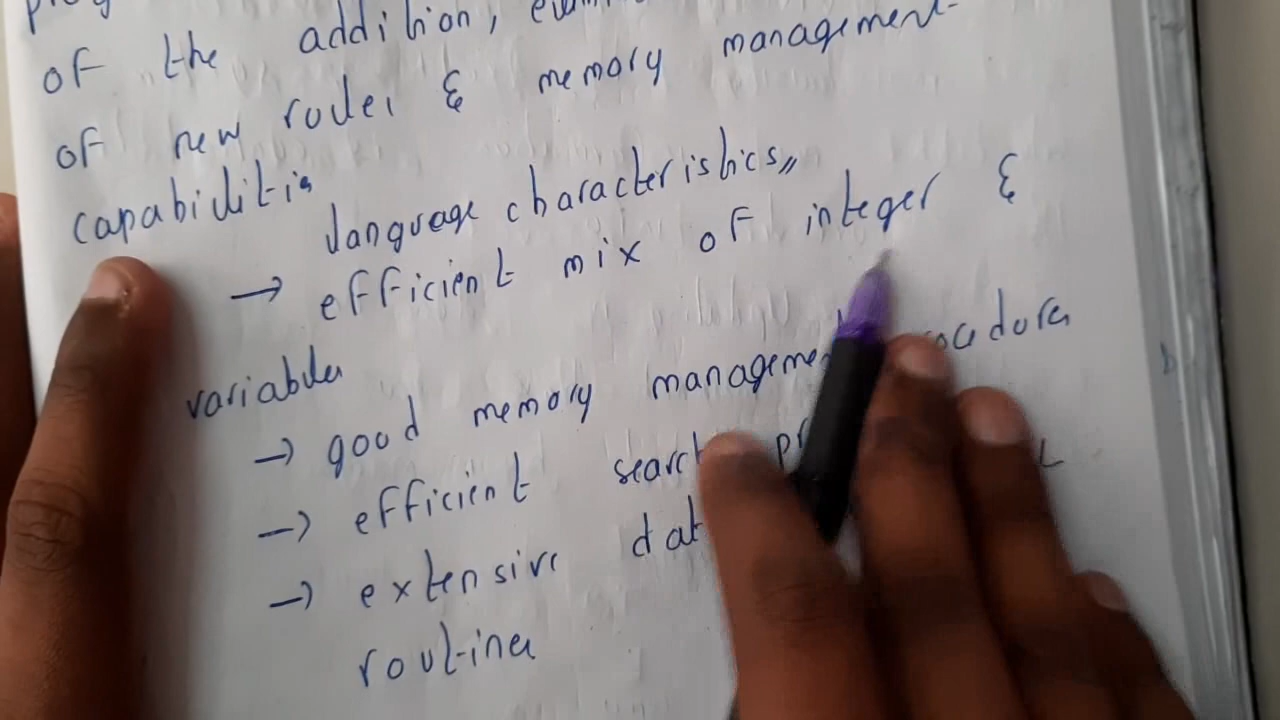 of the addition,
of new rules & memory management
capabilities
language characteristics,,
→ efficient mix of integer &
variables
→ good memory management procedures
→ efficient search
→ extensive
routines